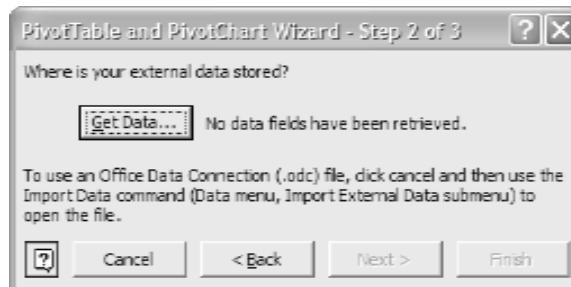 PivotTable and PivotChart Wizard - Step 2 of 3
Where is your external data stored?
Get Data... No data fields have been retrieved.
To use an Office Data Connection (.odc) file, click cancel and then use the
Import Data command (Data menu, Import External Data submenu) to
open the file.
Cancel < Back Next > Finish